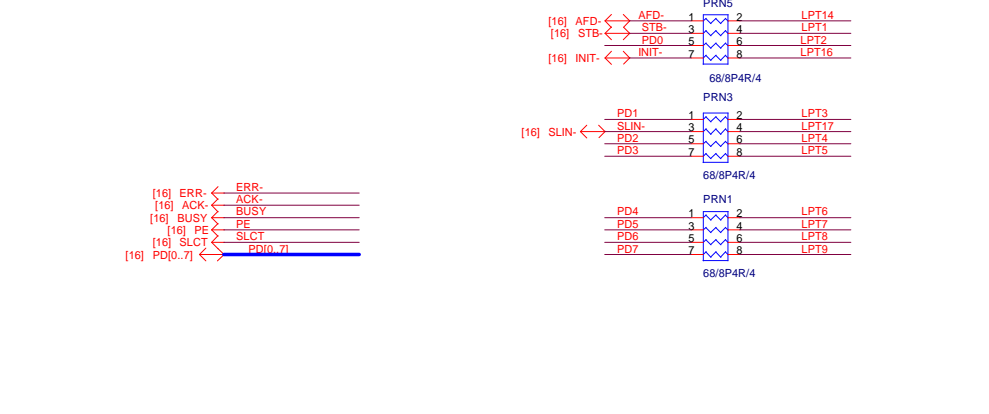 PRN5
[16] AFD- AFD- 1 2 LPT14
[16] STB- STB- 3 4 LPT1
PD0 5 6 LPT2
[16] INIT- INIT- 7 8 LPT16
68/8P4R/4
PRN3
PD1 1 2 LPT3
[16] SLIN- SLIN- 3 4 LPT17
PD2 5 6 LPT4
PD3 7 8 LPT5
68/8P4R/4
[16] ERR- ERR-
[16] ACK- ACK-
[16] BUSY BUSY
[16] PE PE
[16] SLCT SLCT
[16] PD[0..7] PD[0..7]
PRN1
PD4 1 2 LPT6
PD5 3 4 LPT7
PD6 5 6 LPT8
PD7 7 8 LPT9
68/8P4R/4